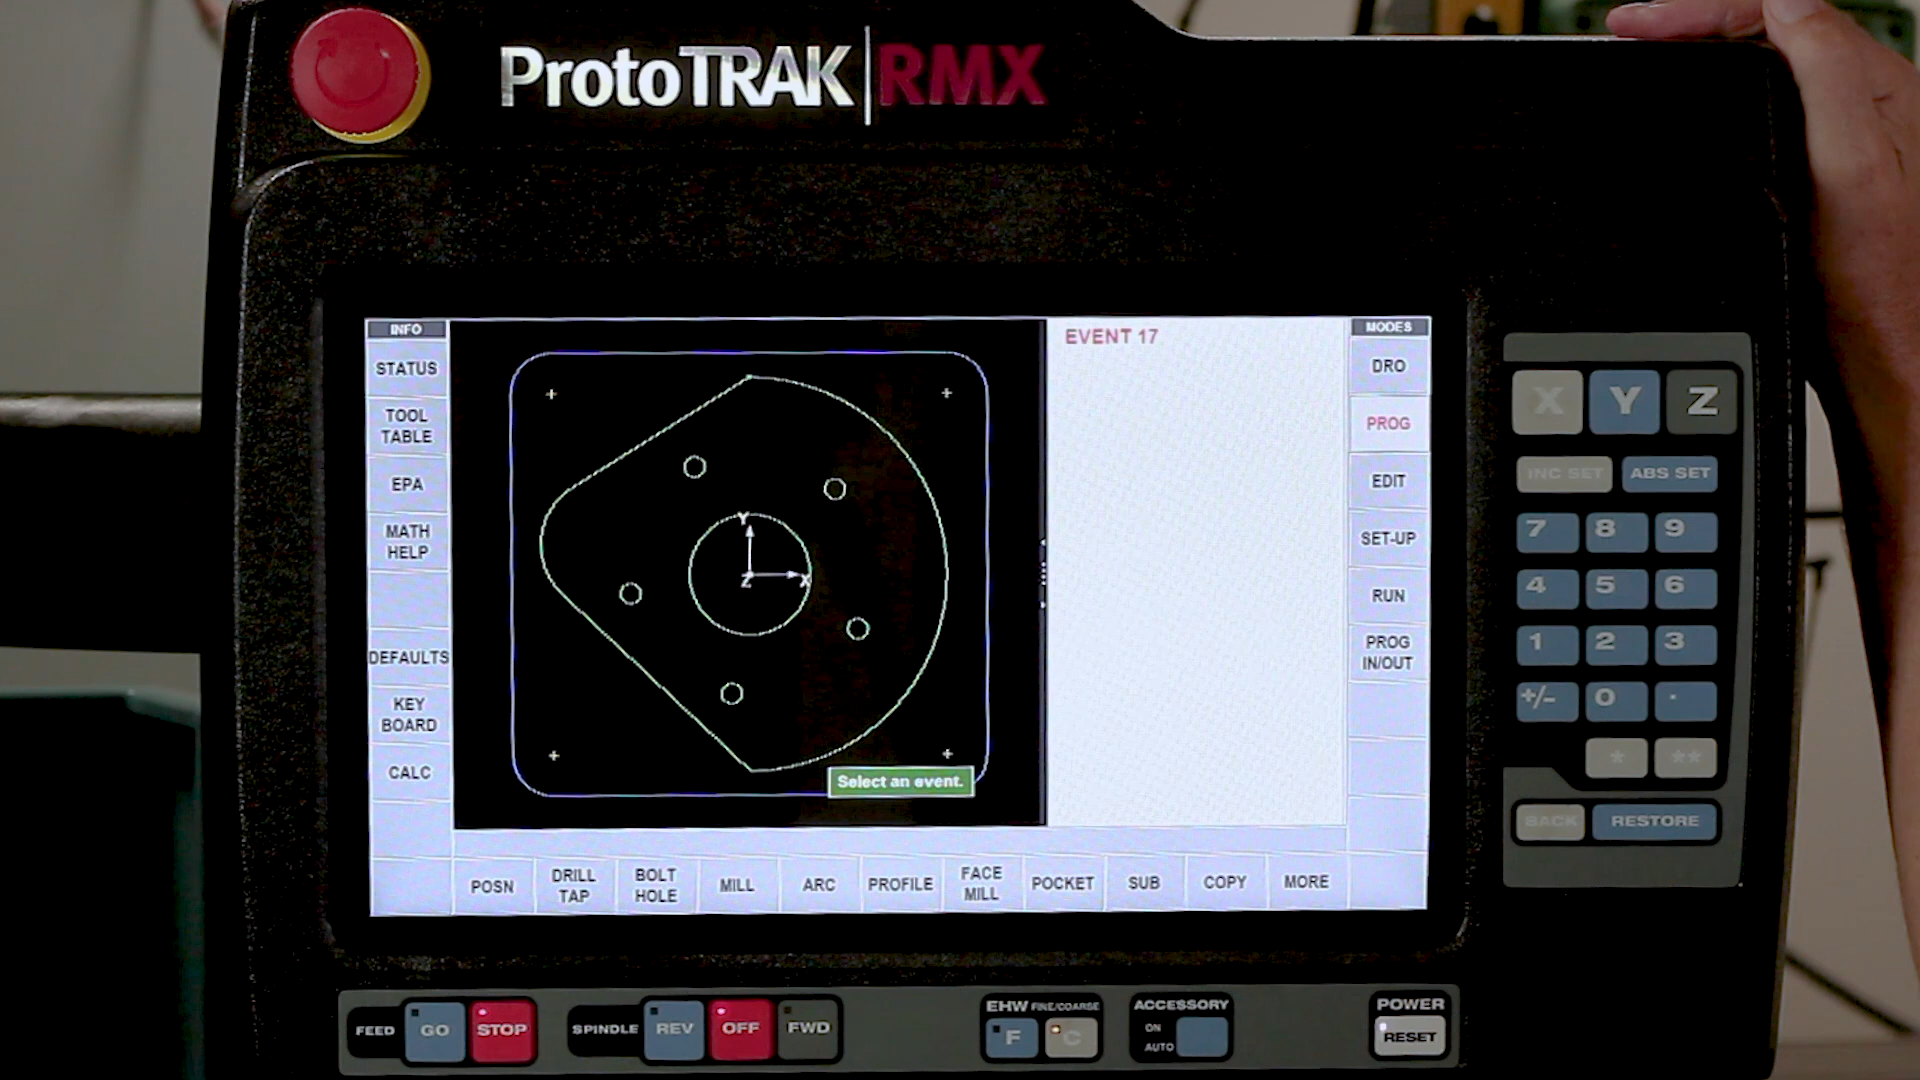 ProtoTRAK RMX
INFO
STATUS
TOOL
TABLE
EPA
MATH
HELP
DEFAULTS
KEY
BOARD
CALC
Y
Z
X
Select an event.
EVENT 17
MODES
DRO
PROG
EDIT
SET-UP
RUN
PROG
IN/OUT
POSN
DRILL
TAP
BOLT
HOLE
MILL
ARC
PROFILE
FACE
MILL
POCKET
SUB
COPY
MORE
X Y Z
INC SET ABS SET
7 8 9
4 5 6
1 2 3
+/- 0 .
* **
BACK RESTORE
FEED GO STOP
SPINDLE REV OFF FWD
EHW FINE/COARSE
F C
ACCESSORY
ON
AUTO
POWER
RESET